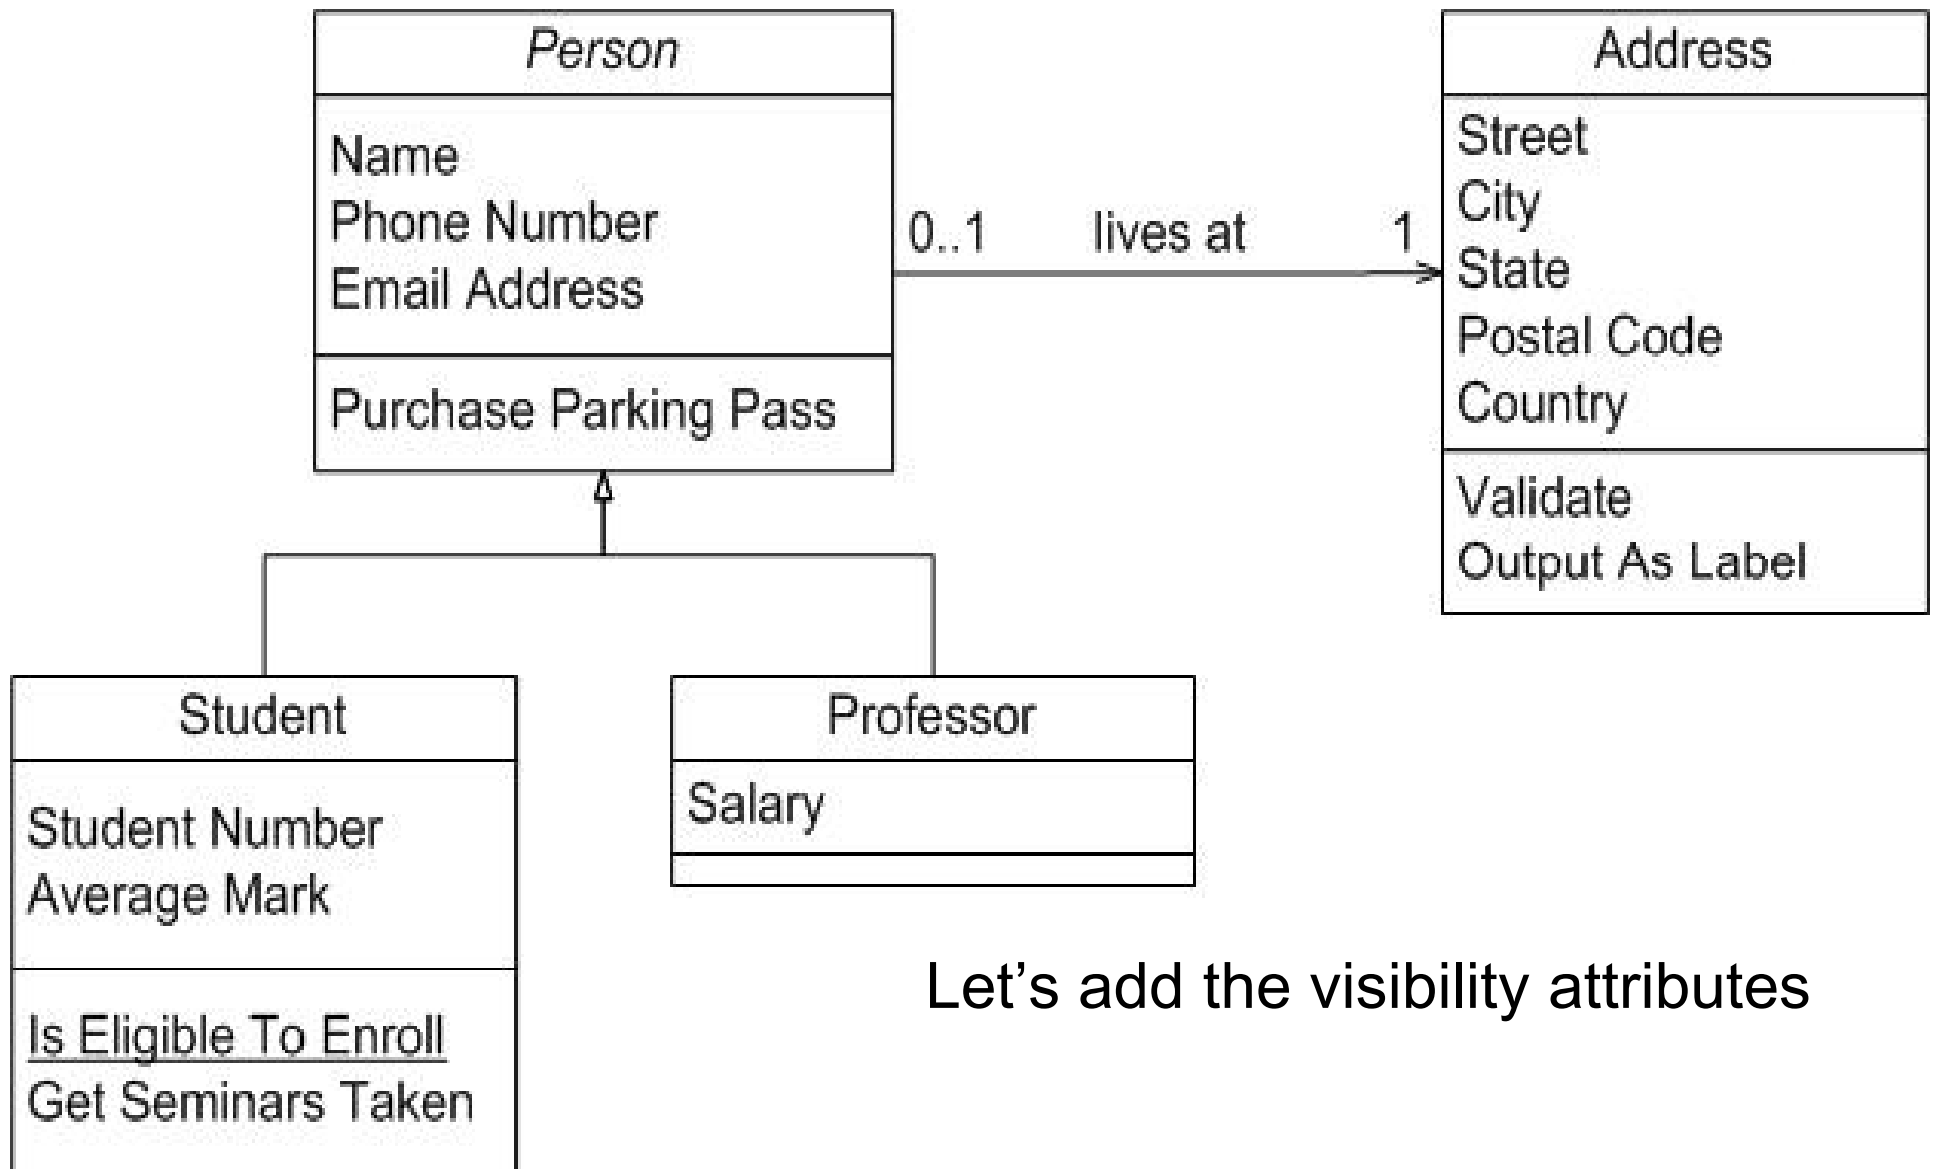 Person
Name
Phone Number
Email Address
Purchase Parking Pass
0..1 lives at 1
Address
Street
City
State
Postal Code
Country
Validate
Output As Label
Student
Student Number
Average Mark
Is Eligible To Enroll
Get Seminars Taken
Professor
Salary
Let’s add the visibility attributes